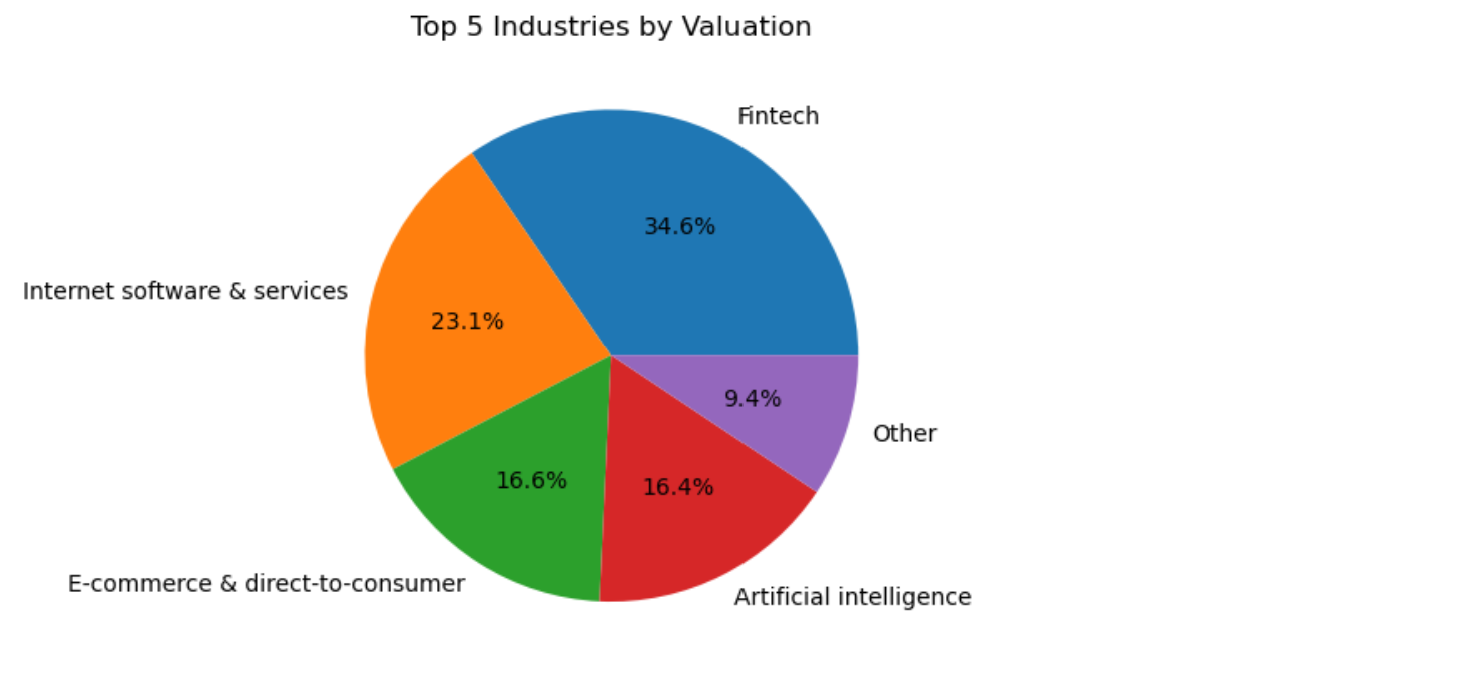 Top 5 Industries by Valuation
Fintech
34.6%
Internet software & services
23.1%
9.4%
Other
16.6%
16.4%
E-commerce & direct-to-consumer
Artificial intelligence